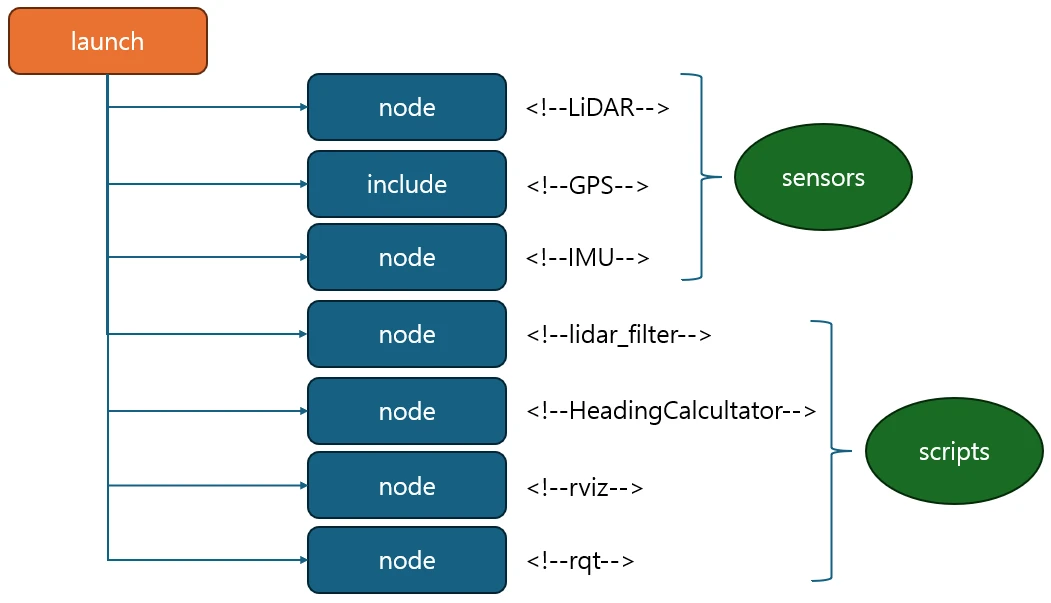 launch
node <!--LiDAR-->
include <!--GPS-->
sensors
node <!--IMU-->
node <!--lidar_filter-->
node <!--HeadingCalcultator-->
scripts
node <!--rviz-->
node <!--rqt-->